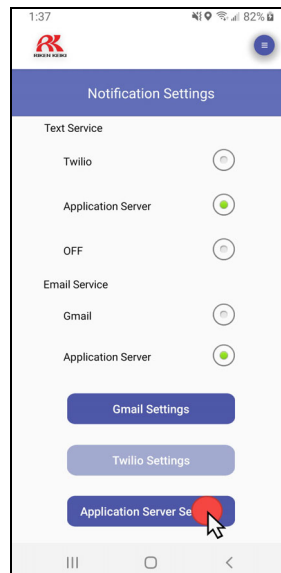 1:37
82%
RK
RIKEN KEIKI
Notification Settings
Text Service
Twilio
Application Server
OFF
Email Service
Gmail
Application Server
Gmail Settings
Twilio Settings
Application Server Se